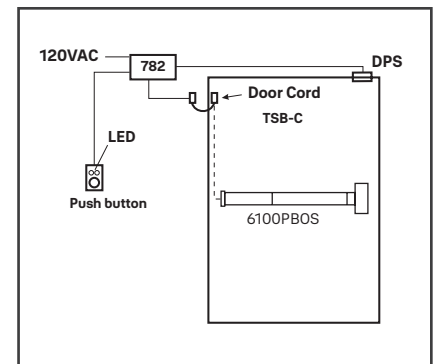 120VAC
782
DPS
Door Cord
TSB-C
LED
Push button
6100PBOS